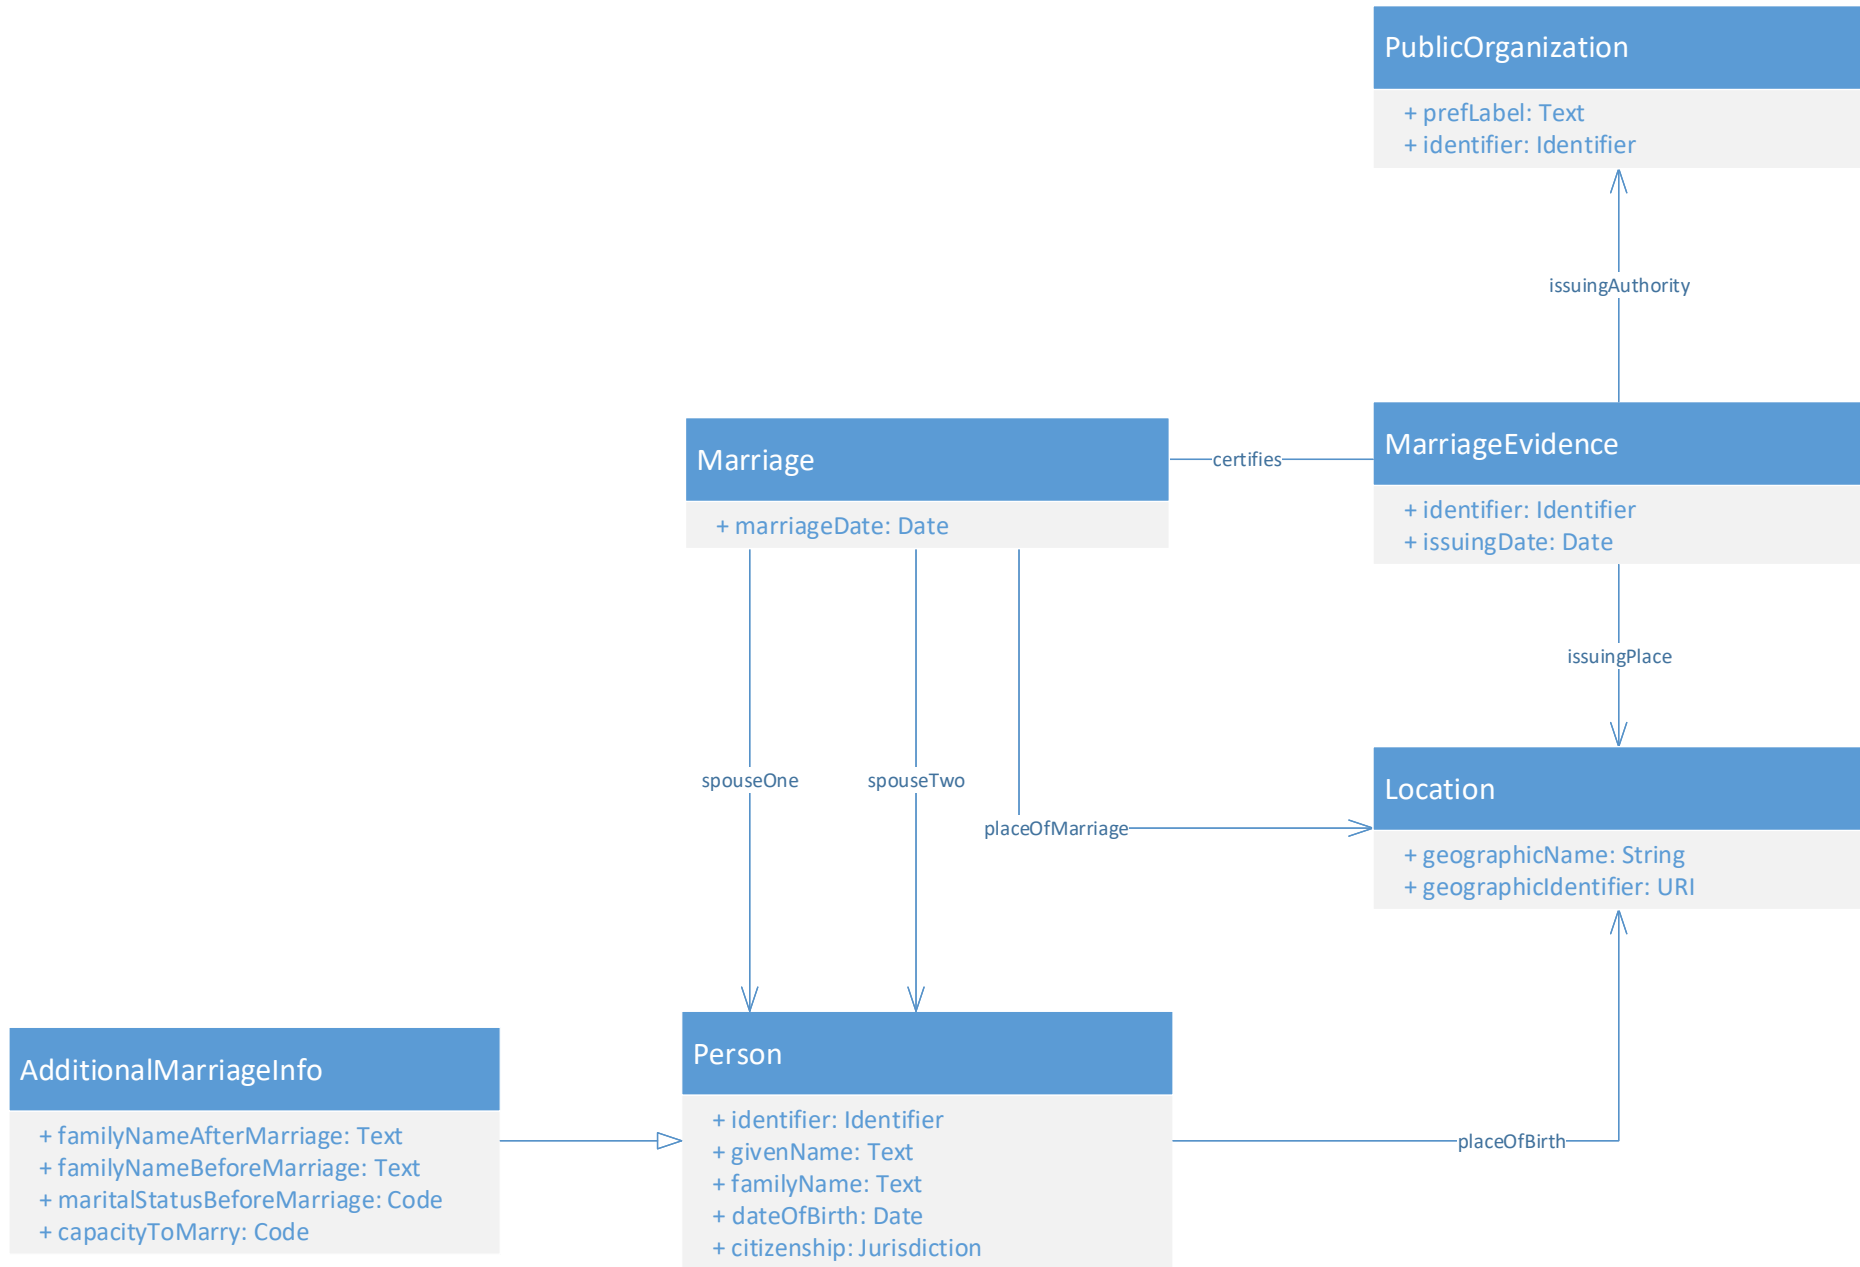 PublicOrganization
+ prefLabel: Text
+ identifier: Identifier
issuingAuthority
Marriage
+ marriageDate: Date
certifies
MarriageEvidence
+ identifier: Identifier
+ issuingDate: Date
issuingPlace
spouseOne
spouseTwo
placeOfMarriage
Location
+ geographicName: String
+ geographicIdentifier: URI
AdditionalMarriageInfo
+ familyNameAfterMarriage: Text
+ familyNameBeforeMarriage: Text
+ maritalStatusBeforeMarriage: Code
+ capacityToMarry: Code
Person
+ identifier: Identifier
+ givenName: Text
+ familyName: Text
+ dateOfBirth: Date
+ citizenship: Jurisdiction
placeOfBirth